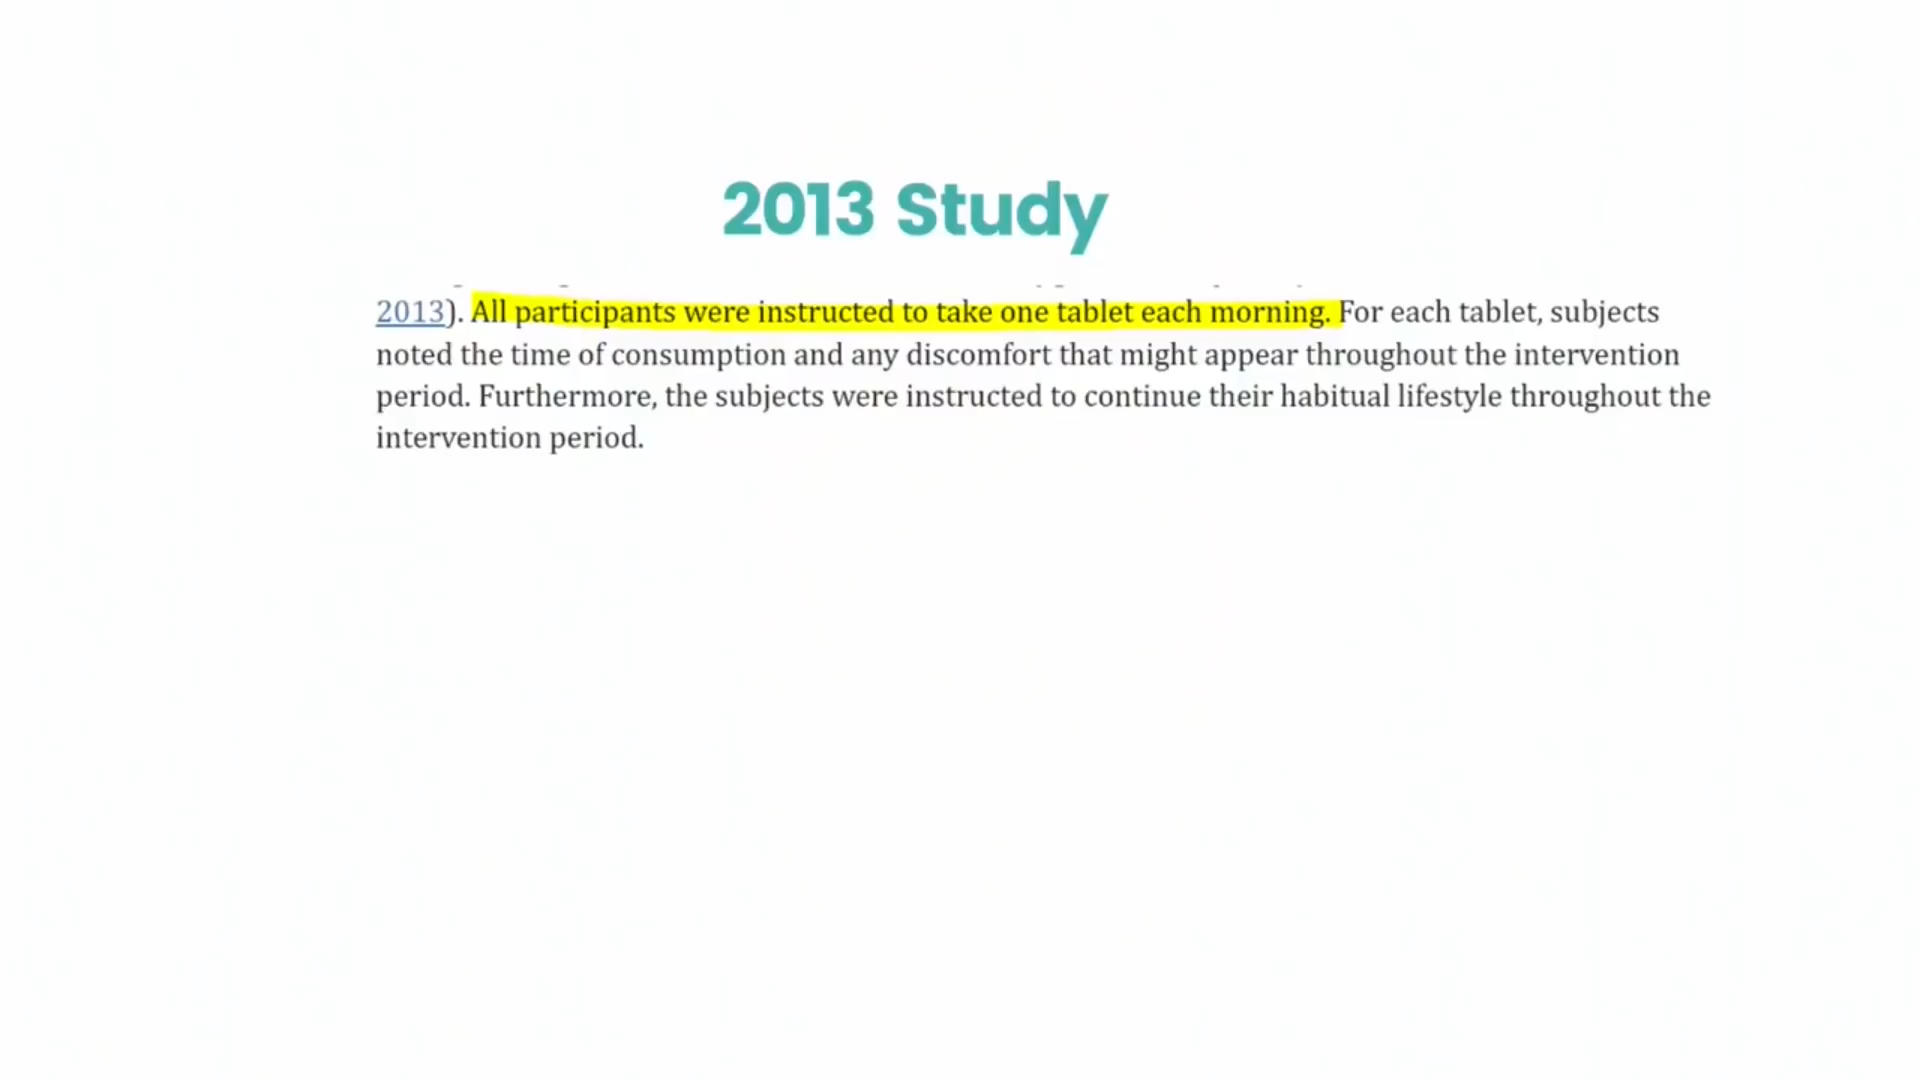 2013 Study
2013). All participants were instructed to take one tablet each morning. For each tablet, subjects
noted the time of consumption and any discomfort that might appear throughout the intervention
period. Furthermore, the subjects were instructed to continue their habitual lifestyle throughout the
intervention period.